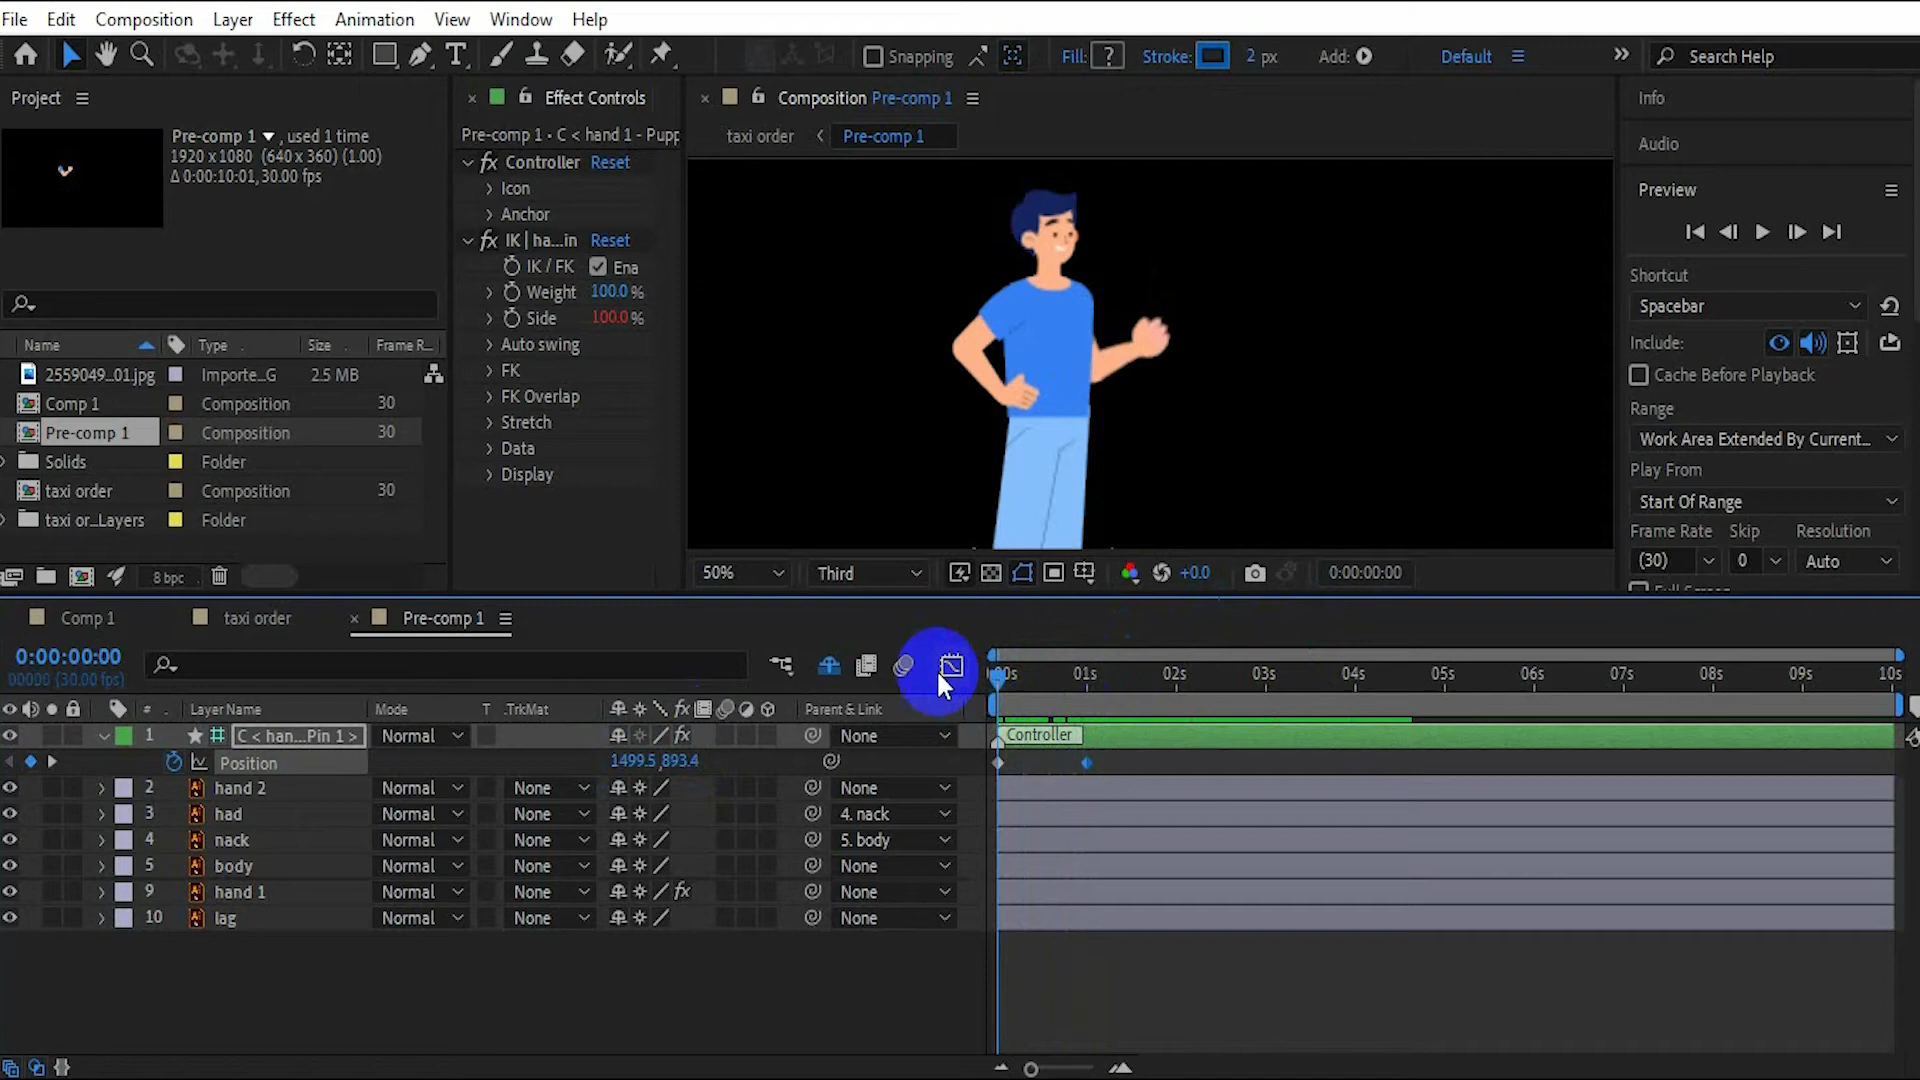 File Edit Composition Layer Effect Animation View Window Help
Snapping Fill: ? Stroke: 2 px Add: Default Search Help
Project
Pre-comp 1 , used 1 time
1920 x 1080 (640 x 360) (1.00)
Δ 0:00:10:01, 30.00 fps
Name Type Size Frame R...
2559049_01.jpg Importe...G 2.5 MB
Comp 1 Composition 30
Pre-comp 1 Composition 30
Solids Folder
taxi order Composition 30
taxi or...Layers Folder
8 bpc
Effect Controls
Pre-comp 1 • C < hand 1 - Pupp
fx Controller Reset
Icon
Anchor
fx IK | ha...in Reset
IK / FK Ena
Weight 100.0 %
Side 100.0 %
Auto swing
FK
FK Overlap
Stretch
Data
Display
Composition Pre-comp 1
taxi order Pre-comp 1
50% Third +0.0 0:00:00:00
Info
Audio
Preview
Shortcut
Spacebar
Include:
Cache Before Playback
Range
Work Area Extended By Current...
Play From
Start Of Range
Frame Rate Skip Resolution
(30) 0 Auto
Full Screen
Comp 1 taxi order Pre-comp 1
0:00:00:00
00000 (30.00 fps)
01s 02s 03s 04s 05s 06s 07s 08s 09s 10s
# Layer Name Mode T .TrkMat fx Parent & Link
1 C < han...Pin 1 > Normal fx None Controller
Position 1499.5,893.4
2 hand 2 Normal None None
3 had Normal None 4. nack
4 nack Normal None 5. body
5 body Normal None None
9 hand 1 Normal None fx None
10 lag Normal None None